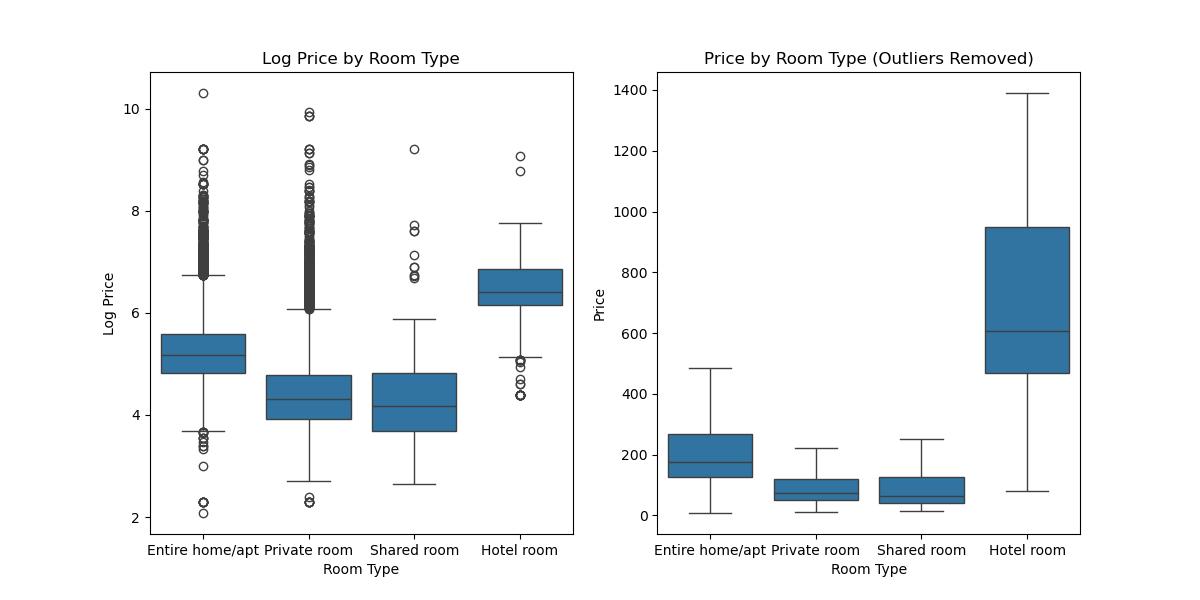 Log Price by Room Type
Log Price
10
8
6
4
2
Entire home/apt Private room Shared room Hotel room
Room Type
Price by Room Type (Outliers Removed)
Price
1400
1200
1000
800
600
400
200
0
Entire home/apt Private room Shared room Hotel room
Room Type